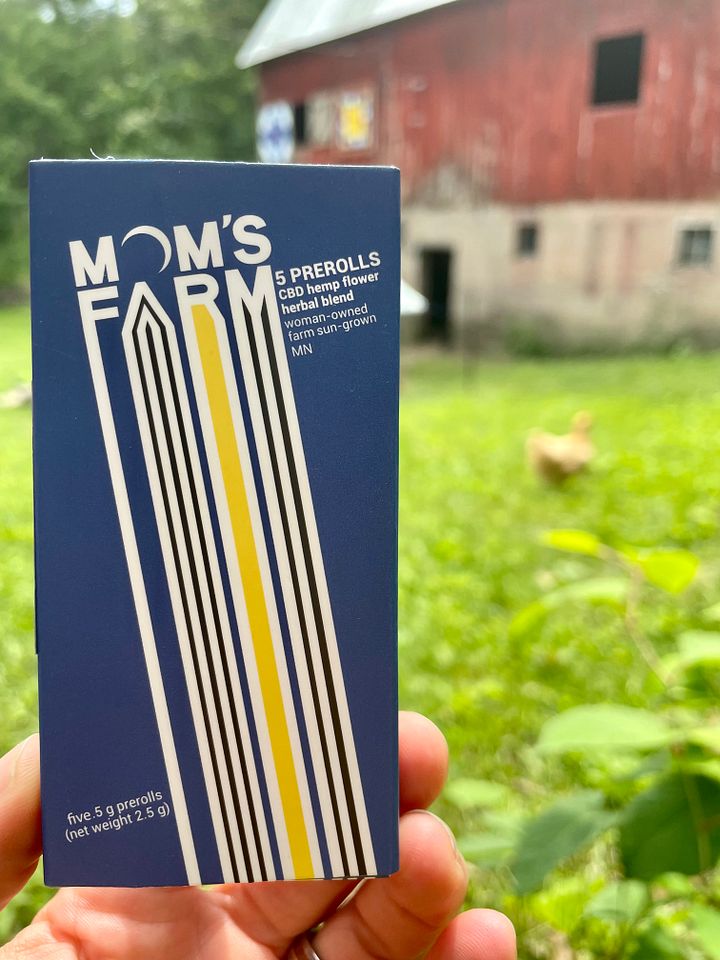 MOM'S
FARM
5 PREROLLS
CBD hemp flower
herbal blend
woman-owned
farm sun-grown
MN
five .5 g prerolls
(net weight 2.5 g)